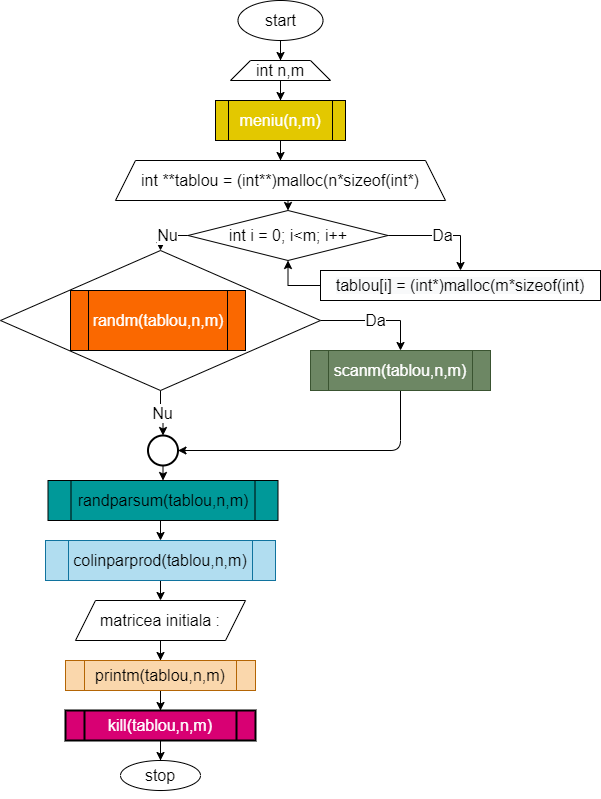 start
int n,m
meniu(n,m)
int **tablou = (int**)malloc(n*sizeof(int*)
Nu
int i = 0; i<m; i++
Da
tablou[i] = (int*)malloc(m*sizeof(int)
randm(tablou,n,m)
Da
scanm(tablou,n,m)
Nu
randparsum(tablou,n,m)
colinparprod(tablou,n,m)
matricea initiala :
printm(tablou,n,m)
kill(tablou,n,m)
stop